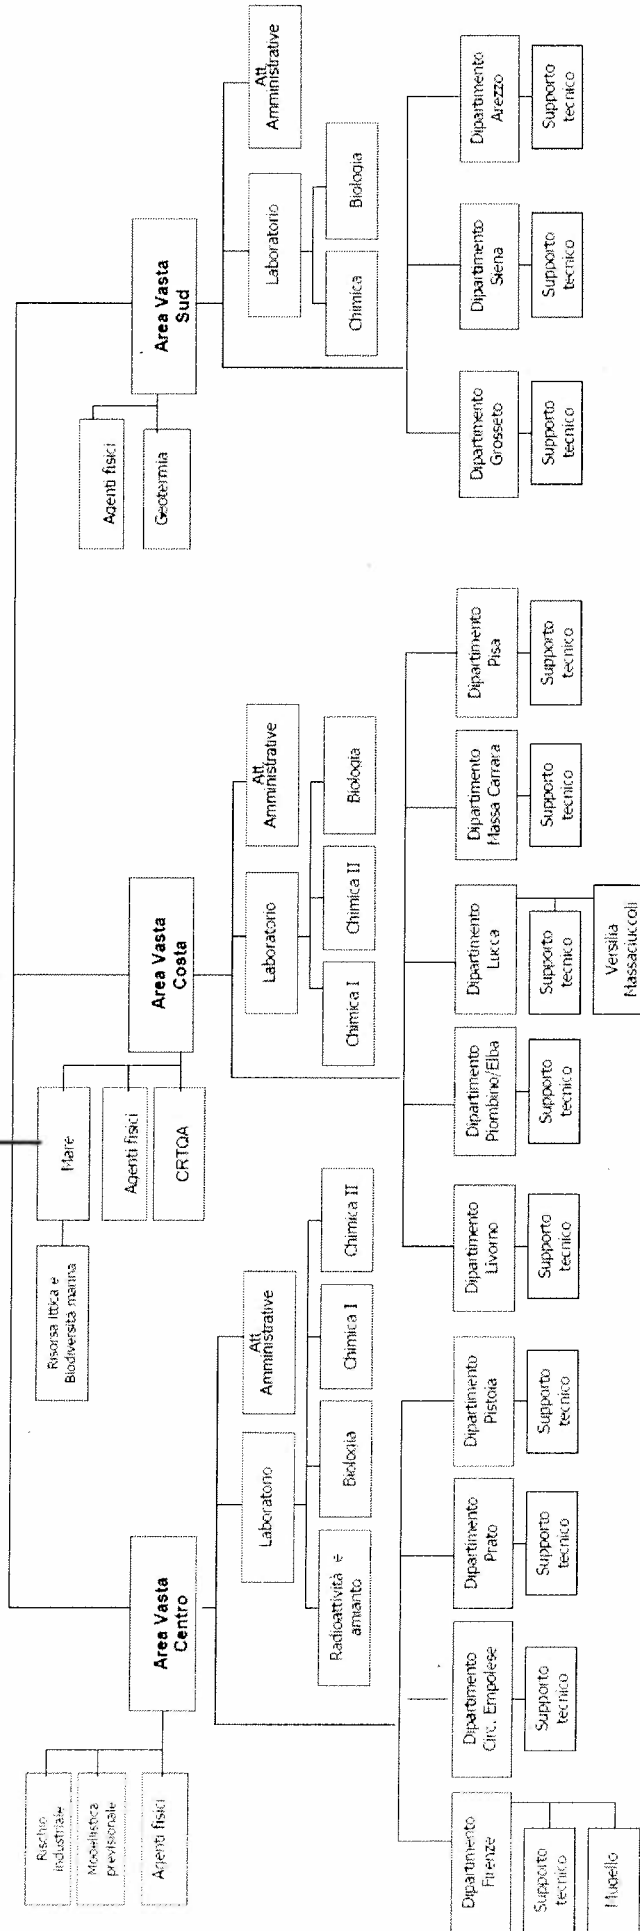 Area Vasta
Centro
Rischio
industriale
Modellistica
previsionale
Agenti fisici
Laboratorio
Att.
Amministrative
Radioattività e
amianto
Biologia
Chimica I
Chimica II
Dipartimento
Firenze
Supporto
tecnico
Mugello
Dipartimento
Circ. Empolese
Supporto
tecnico
Dipartimento
Prato
Supporto
tecnico
Dipartimento
Pistoia
Supporto
tecnico
Area Vasta
Costa
Mare
Risorsa ittica e
Biodiversità marina
Agenti fisici
CRTQA
Laboratorio
Att.
Amministrative
Chimica I
Chimica II
Biologia
Dipartimento
Livorno
Supporto
tecnico
Dipartimento
Piombino/Elba
Supporto
tecnico
Dipartimento
Lucca
Supporto
tecnico
Versilia
Massaciuccoli
Dipartimento
Massa Carrara
Supporto
tecnico
Dipartimento
Pisa
Supporto
tecnico
Area Vasta
Sud
Agenti fisici
Geotermia
Laboratorio
Att.
Amministrative
Chimica
Biologia
Dipartimento
Grosseto
Supporto
tecnico
Dipartimento
Siena
Supporto
tecnico
Dipartimento
Arezzo
Supporto
tecnico